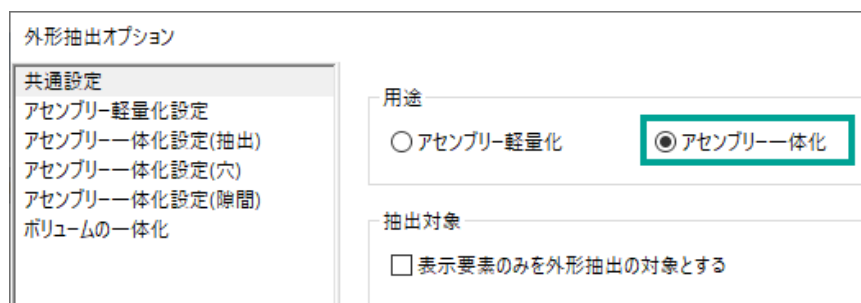 外形抽出オプション
共通設定
アセンブリー軽量化設定
アセンブリー一体化設定(抽出)
アセンブリー一体化設定(穴)
アセンブリー一体化設定(隙間)
ボリュームの一体化
用途
アセンブリー軽量化
アセンブリー一体化
抽出対象
表示要素のみを外形抽出の対象とする